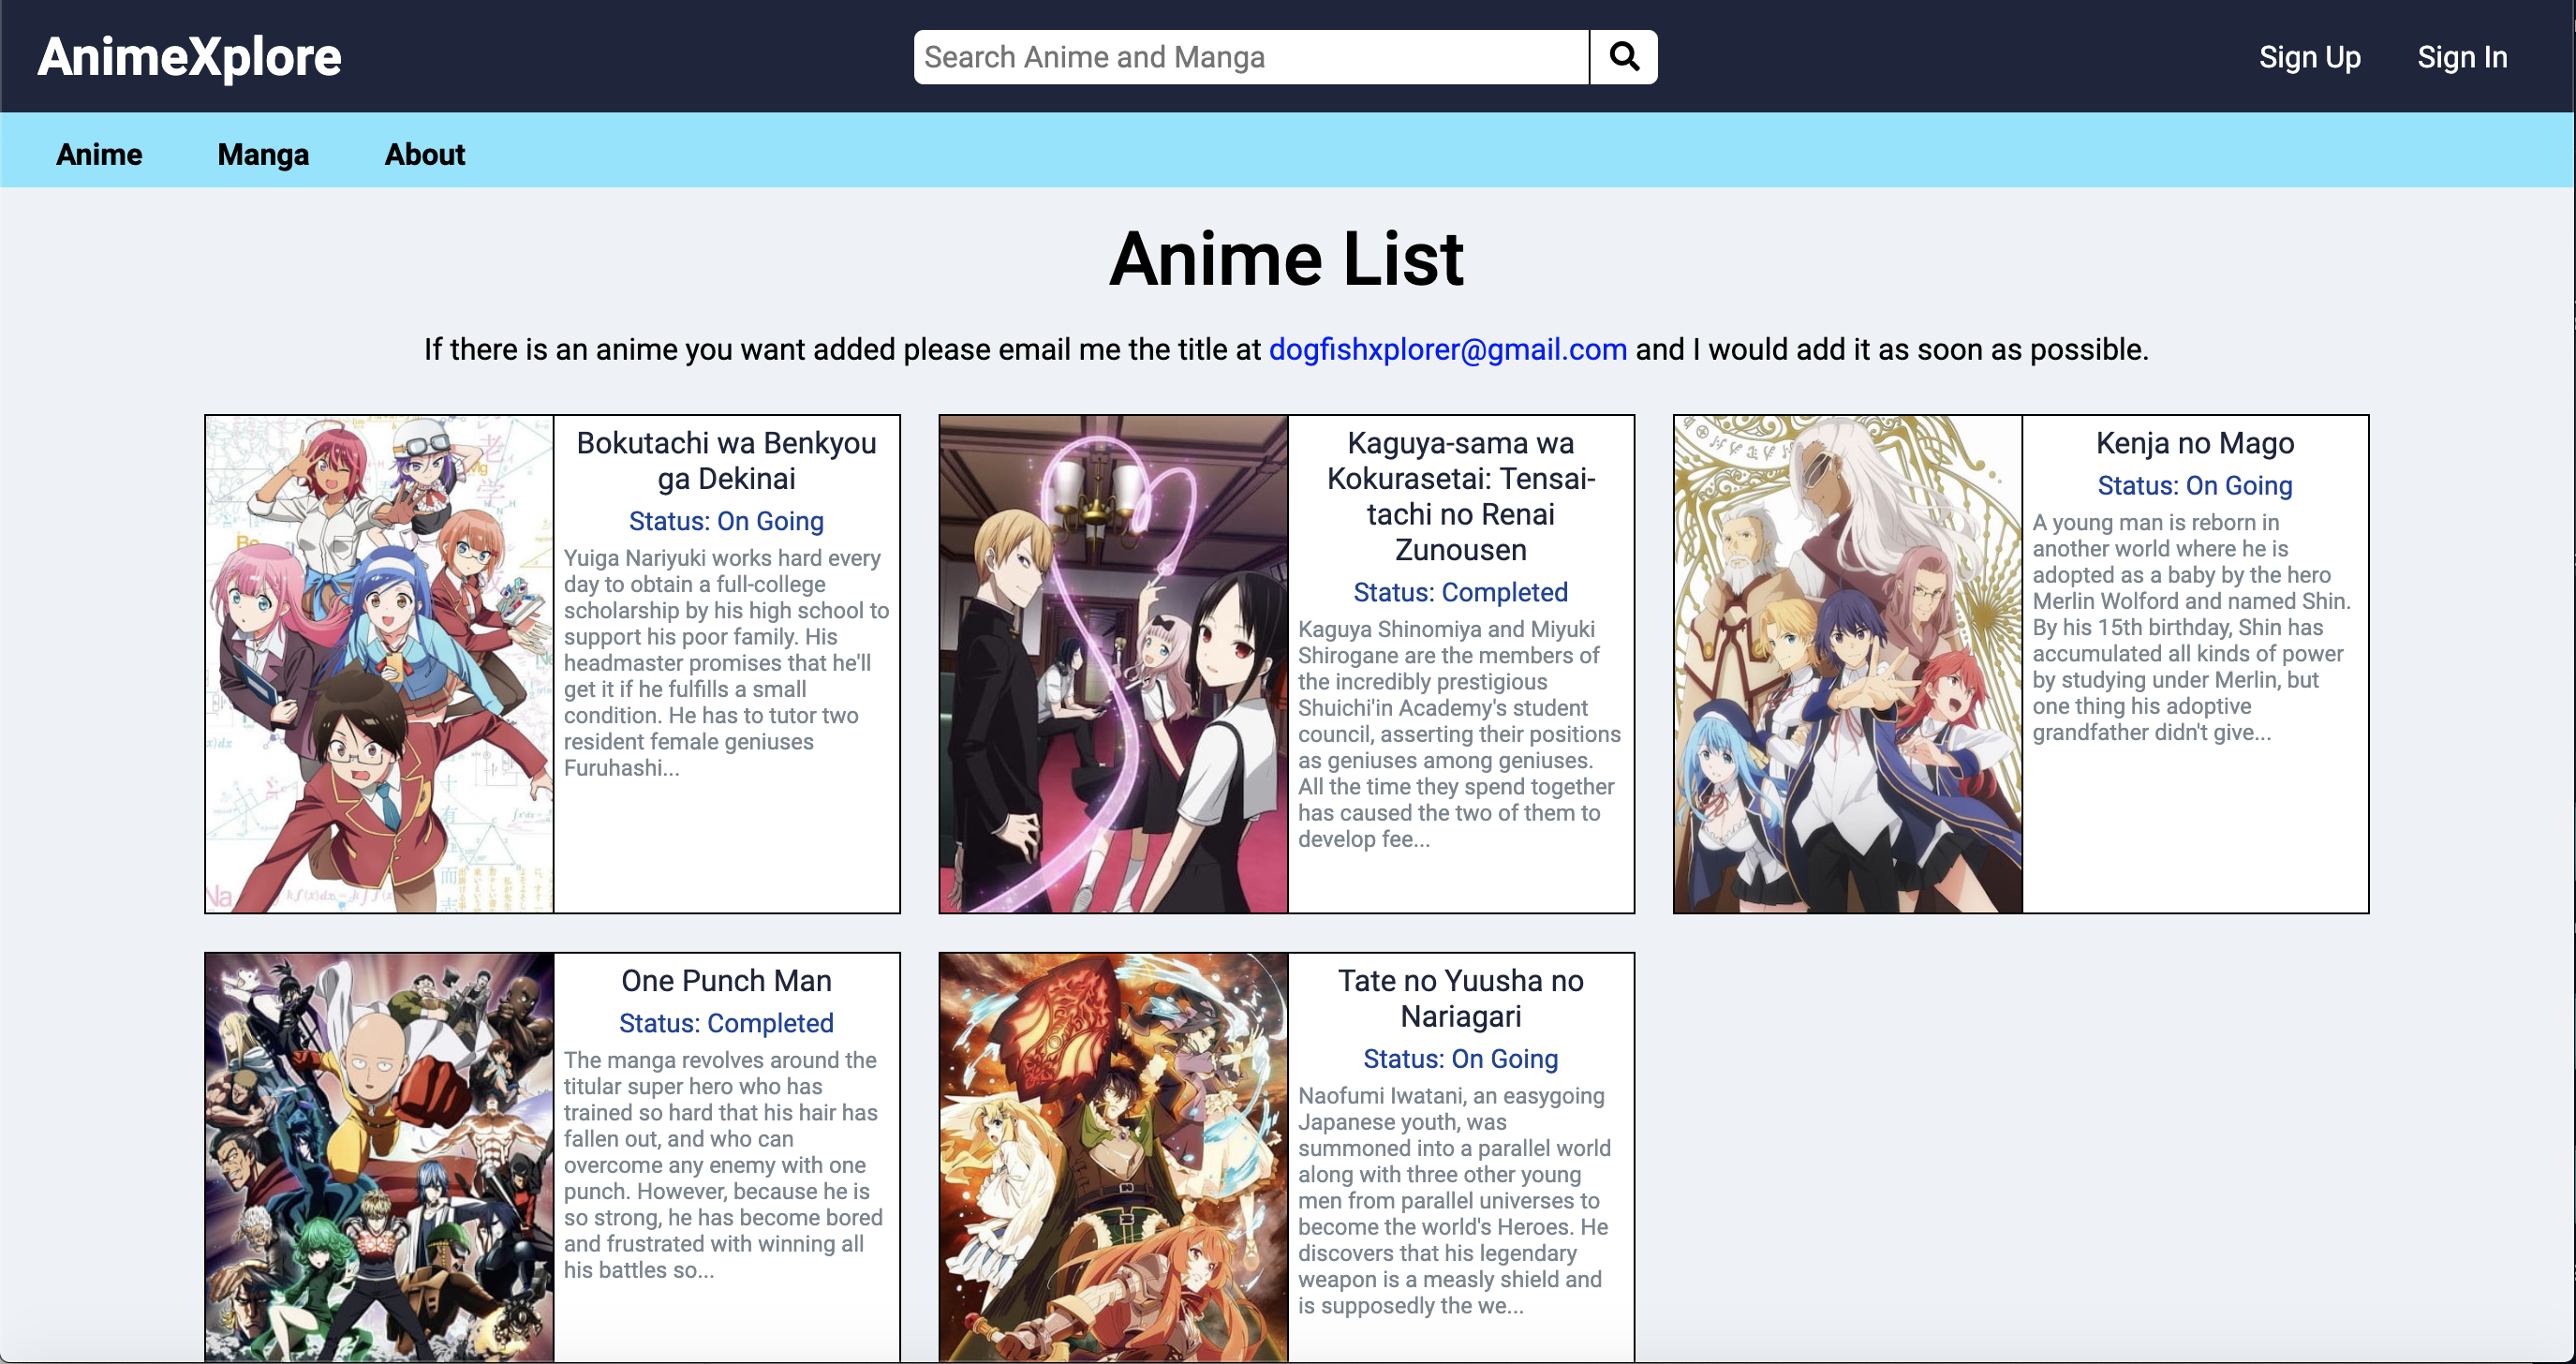 AnimeXplore
Search Anime and Manga
Sign Up
Sign In
Anime
Manga
About
Anime List
If there is an anime you want added please email me the title at dogfishxplorer@gmail.com and I would add it as soon as possible.
Bokutachi wa Benkyou
ga Dekinai
Status: On Going
Yuiga Nariyuki works hard every
day to obtain a full-college
scholarship by his high school to
support his poor family. His
headmaster promises that he'll
get it if he fulfills a small
condition. He has to tutor two
resident female geniuses
Furuhashi...
Kaguya-sama wa
Kokurasetai: Tensai-
tachi no Renai
Zunousen
Status: Completed
Kaguya Shinomiya and Miyuki
Shirogane are the members of
the incredibly prestigious
Shuichi'in Academy's student
council, asserting their positions
as geniuses among geniuses.
All the time they spend together
has caused the two of them to
develop fee...
Kenja no Mago
Status: On Going
A young man is reborn in
another world where he is
adopted as a baby by the hero
Merlin Wolford and named Shin.
By his 15th birthday, Shin has
accumulated all kinds of power
by studying under Merlin, but
one thing his adoptive
grandfather didn't give...
One Punch Man
Status: Completed
The manga revolves around the
titular super hero who has
trained so hard that his hair has
fallen out, and who can
overcome any enemy with one
punch. However, because he is
so strong, he has become bored
and frustrated with winning all
his battles so...
Tate no Yuusha no
Nariagari
Status: On Going
Naofumi Iwatani, an easygoing
Japanese youth, was
summoned into a parallel world
along with three other young
men from parallel universes to
become the world's Heroes. He
discovers that his legendary
weapon is a measly shield and
is supposedly the we...